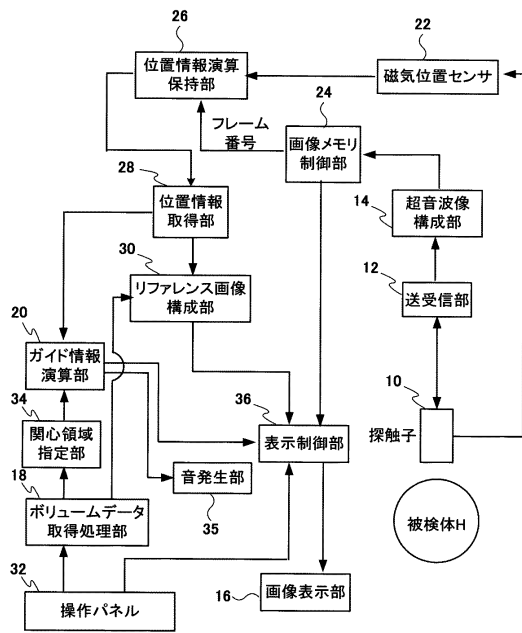 26
位置情報演算
保持部
22
磁気位置センサ
24
画像メモリ
制御部
フレーム
番号
28
位置情報
取得部
14
超音波像
構成部
30
リファレンス画像
構成部
12
送受信部
20
ガイド情報
演算部
10
探触子
34
関心領域
指定部
36
表示制御部
音発生部
35
18
ボリュームデータ
取得処理部
被検体H
32
操作パネル
16
画像表示部